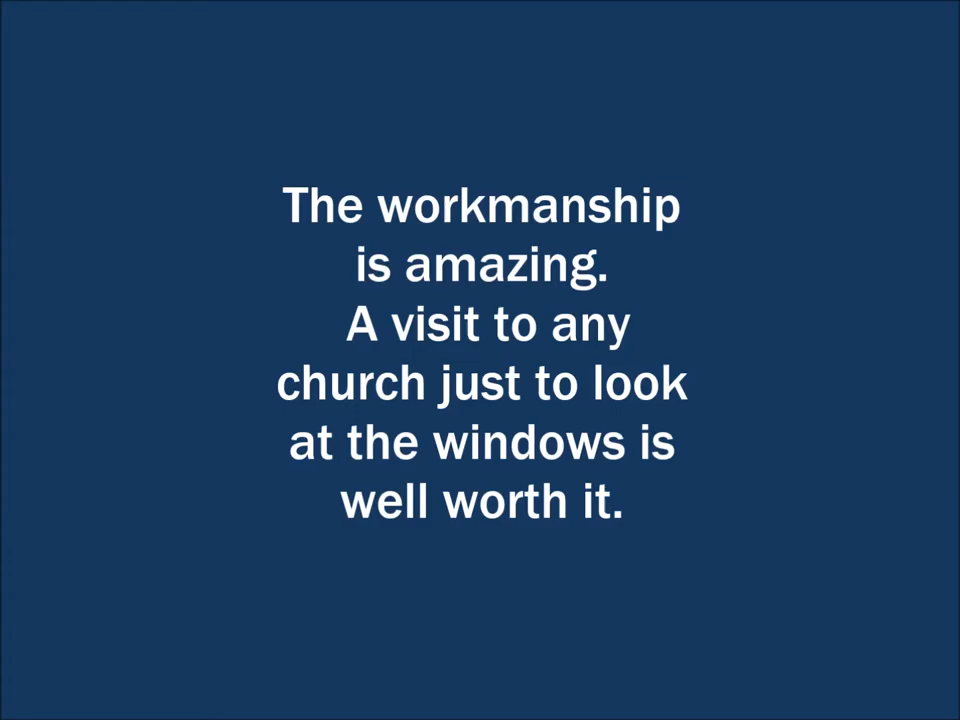 The workmanship
is amazing.
A visit to any
church just to look
at the windows is
well worth it.